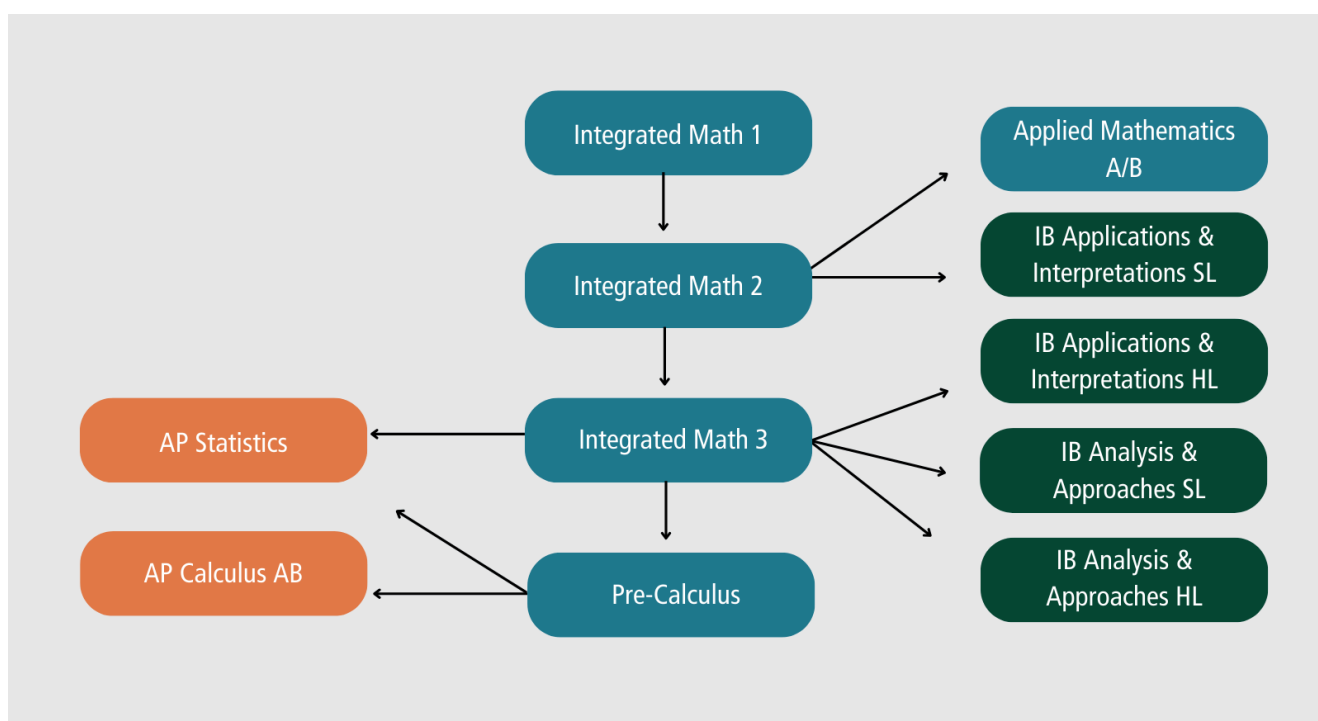 Integrated Math 1
Applied Mathematics
A/B
Integrated Math 2
IB Applications &
Interpretations SL
IB Applications &
Interpretations HL
AP Statistics
Integrated Math 3
IB Analysis &
Approaches SL
AP Calculus AB
Pre-Calculus
IB Analysis &
Approaches HL